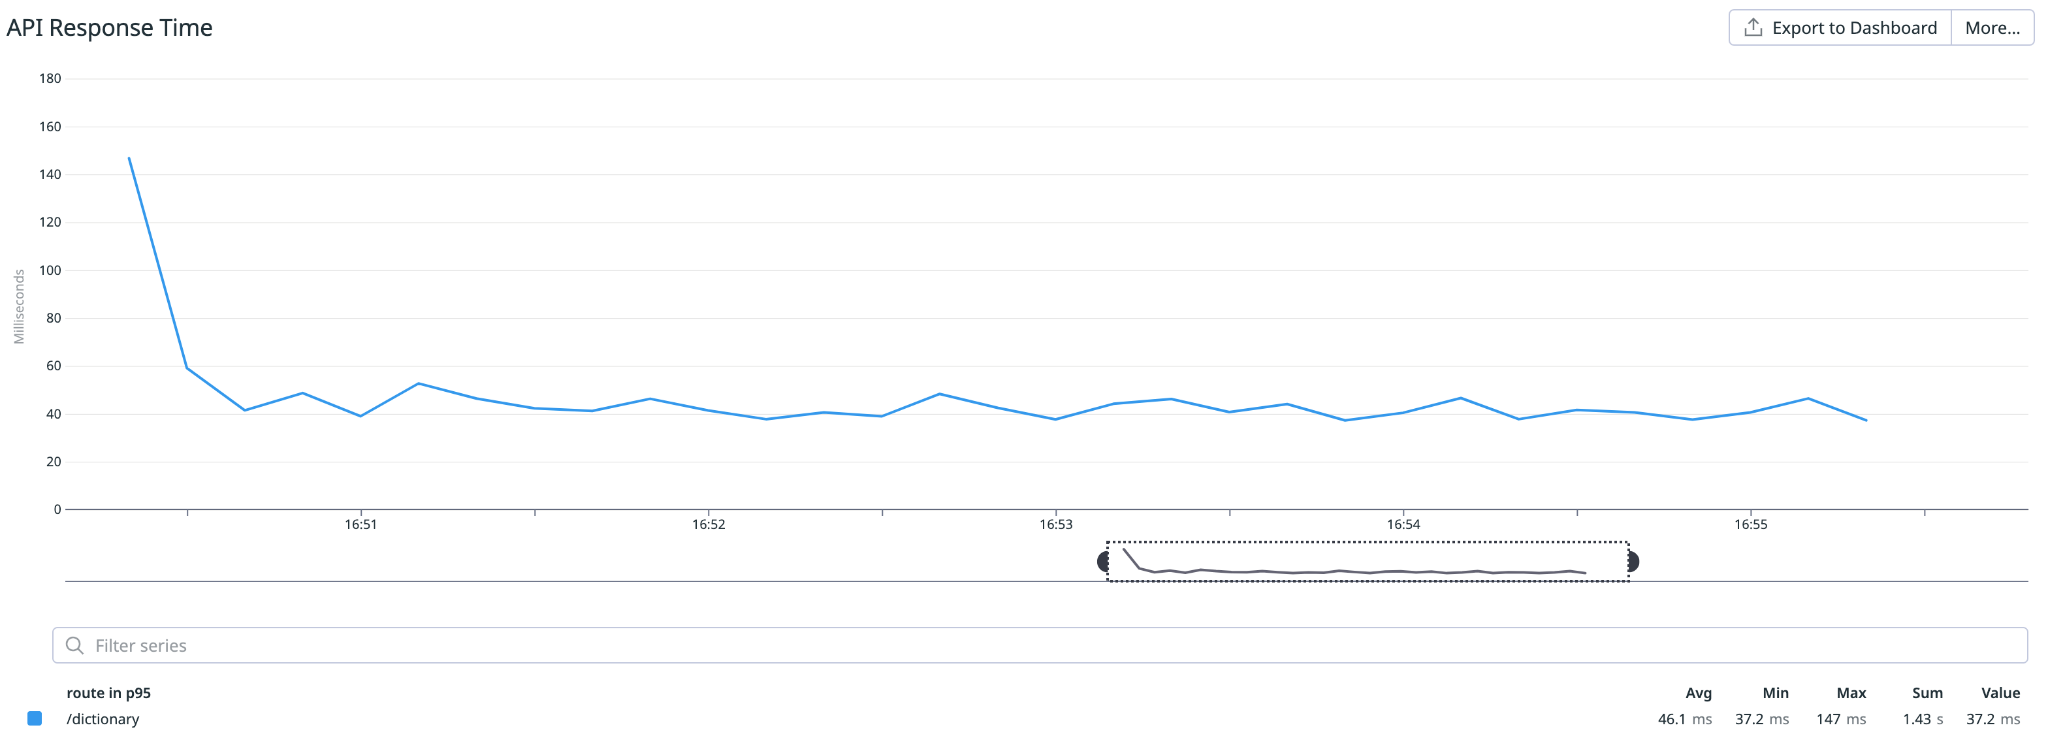 API Response Time
Export to Dashboard
More...
180
160
140
120
100
80
60
40
20
0
Milliseconds
16:51 16:52 16:53 16:54 16:55
Filter series
route in p95 Avg Min Max Sum Value
/dictionary 46.1 ms 37.2 ms 147 ms 1.43 s 37.2 ms